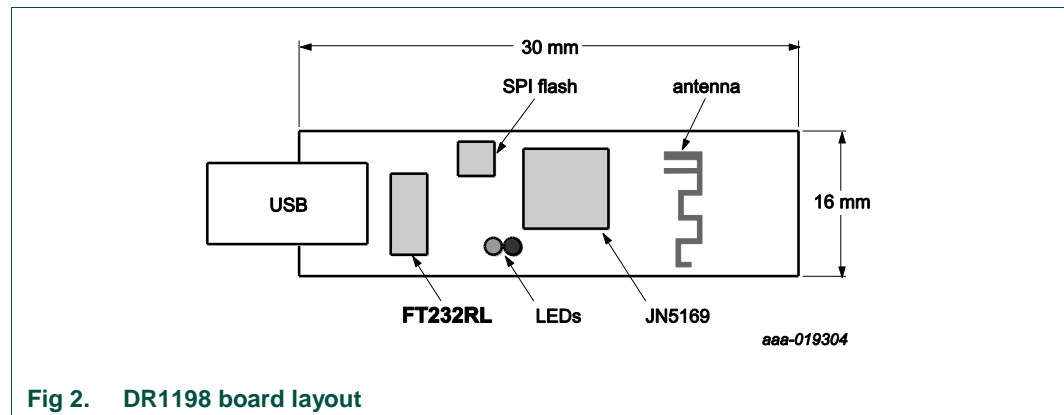 30 mm
SPI flash
antenna
USB
16 mm
FT232RL
LEDs
JN5169
aaa-019304
Fig 2. DR1198 board layout